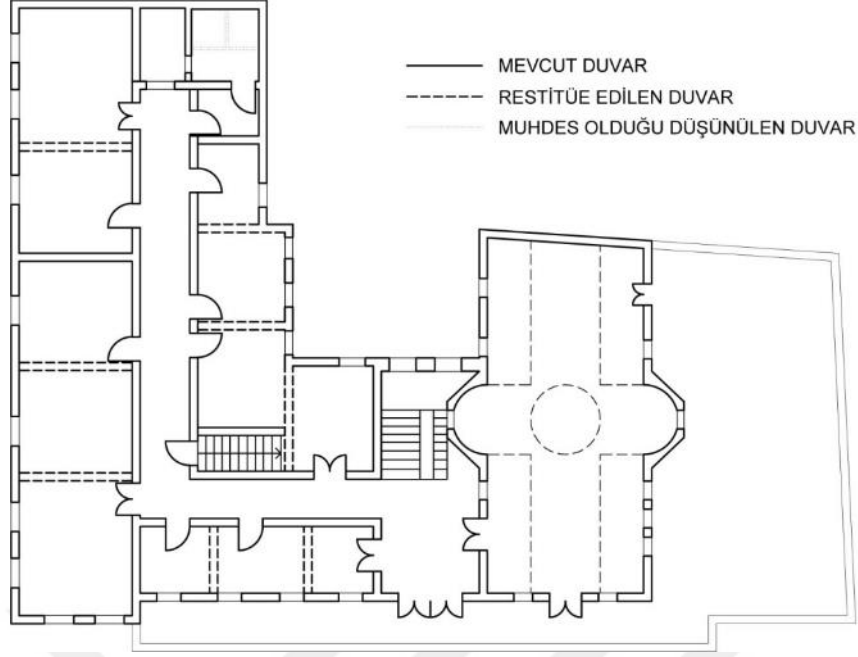 MEVCUT DUVAR
RESTİTÜE EDİLEN DUVAR
MUHDES OLDUĞU DÜŞÜNÜLEN DUVAR